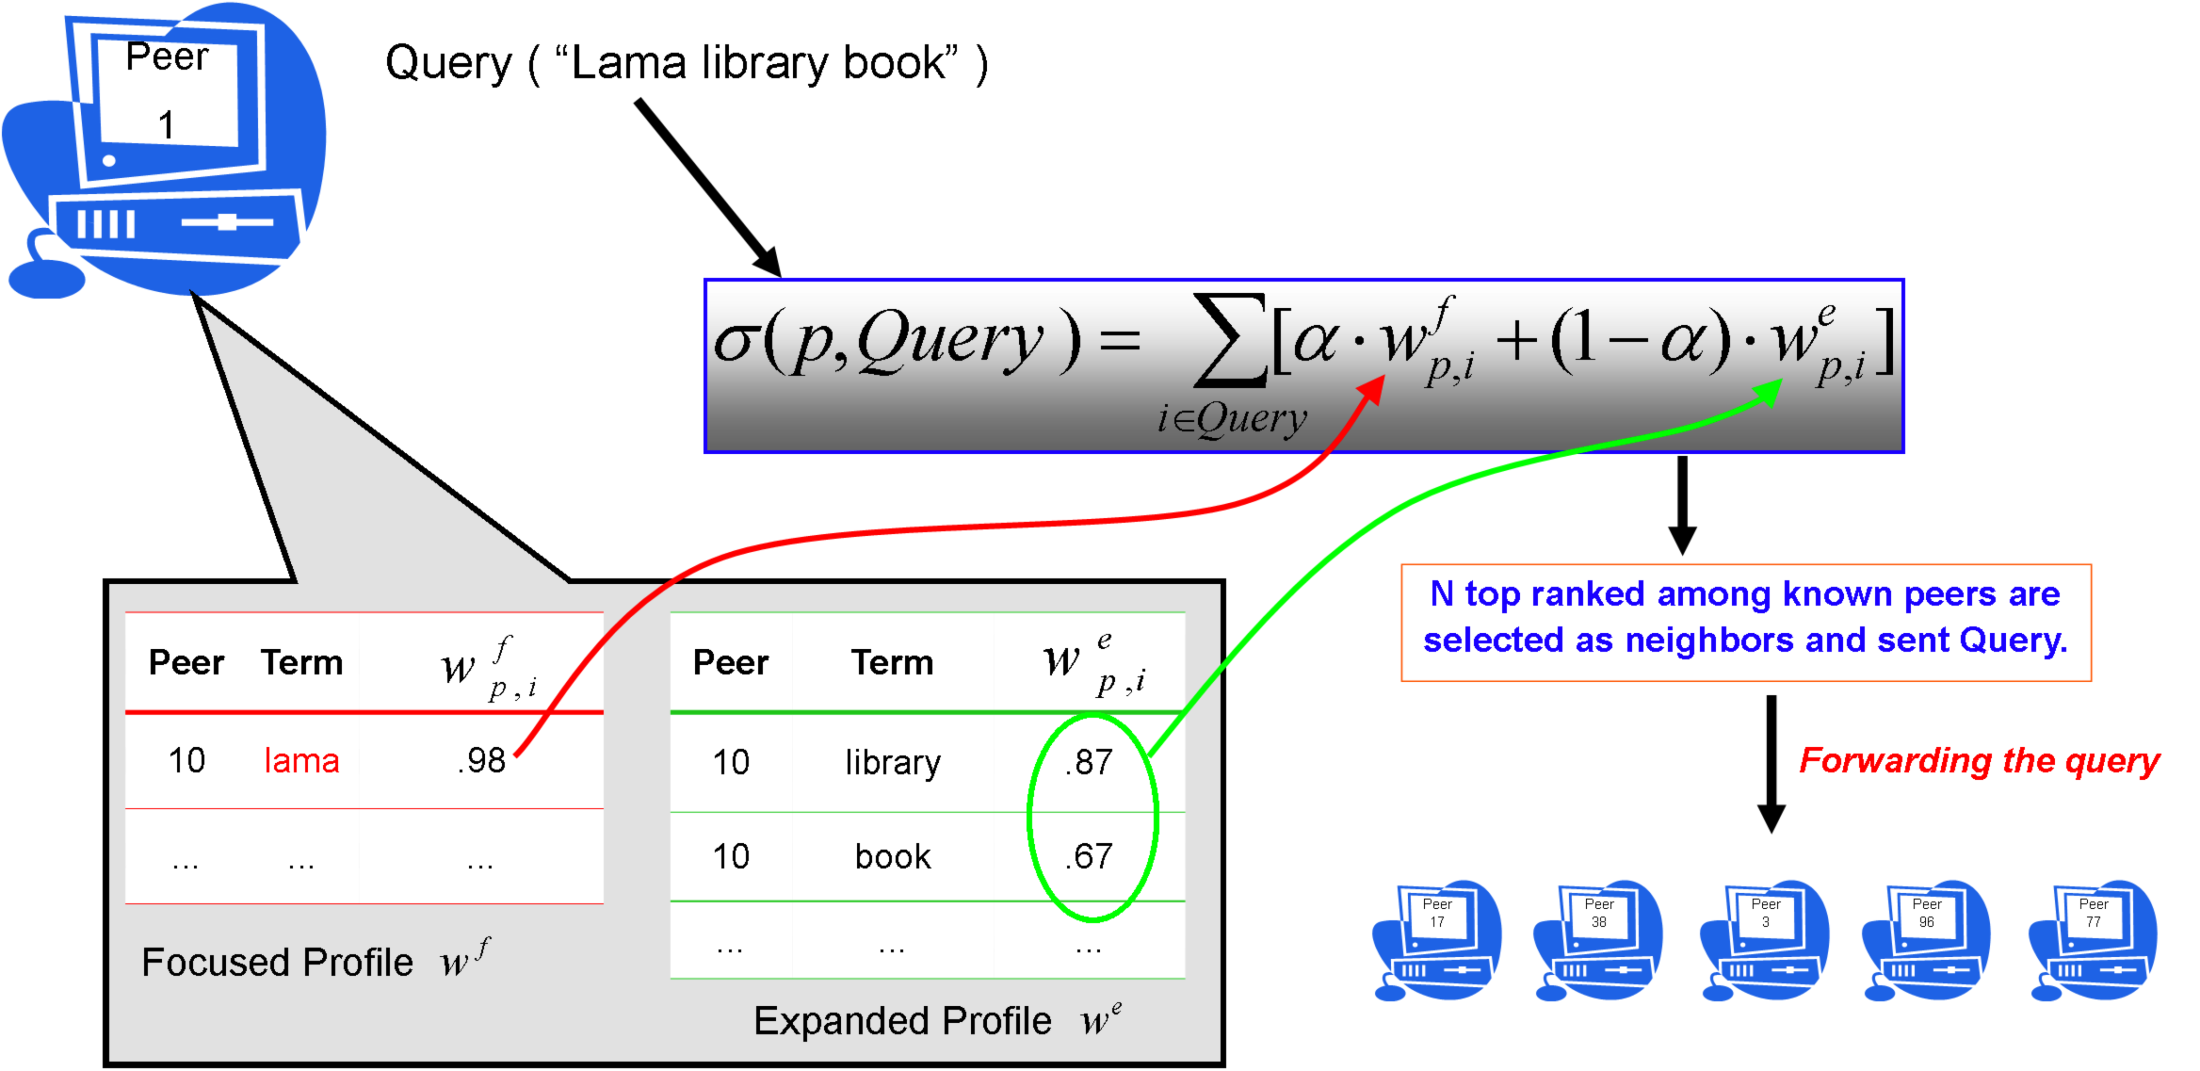 Peer
1
Query ( “Lama library book” )
σ(p,Query) = ∑[α · w^f_{p,i} + (1 − α) · w^e_{p,i}]
i∈Query
N top ranked among known peers are
selected as neighbors and sent Query.
Forwarding the query
Peer Term w^f_{p,i}
10 lama .98
... ... ...
Focused Profile w^f
Peer Term w^e_{p,i}
10 library .87
10 book .67
... ... ...
Expanded Profile w^e
Peer
17
Peer
38
Peer
3
Peer
96
Peer
77